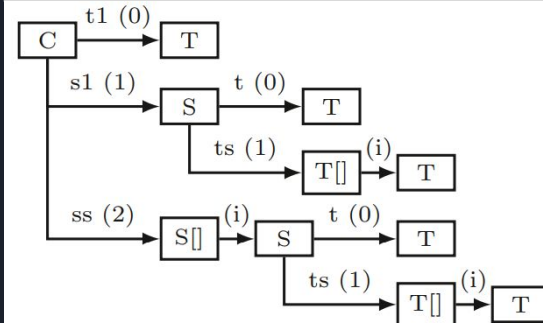 t1 (0)
C T
s1 (1) t (0)
S T
ts (1) (i)
T[] T
ss (2) (i) t (0)
S[] S T
ts (1) (i)
T[] T